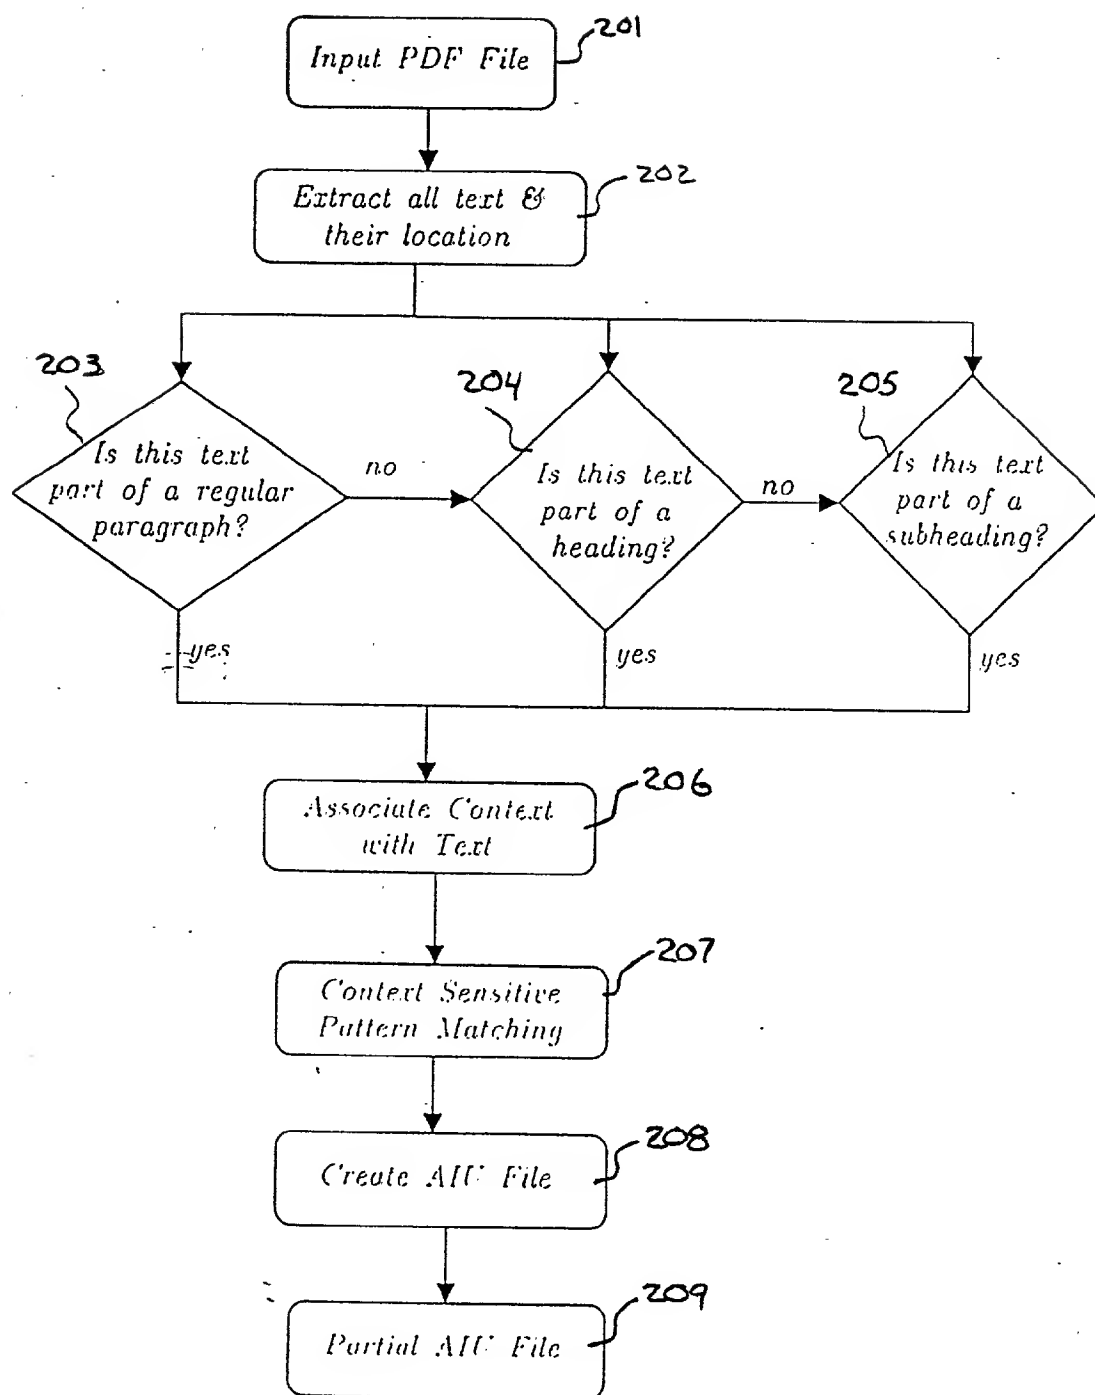 201
Input PDF File
202
Extract all text &
their location
203
Is this text
part of a regular
paragraph?
no
204
Is this text
part of a
heading?
no
205
Is this text
part of a
subheading?
yes
yes
yes
206
Associate Context
with Text
207
Context Sensitive
Pattern Matching
208
Create AIU File
209
Partial AIU File